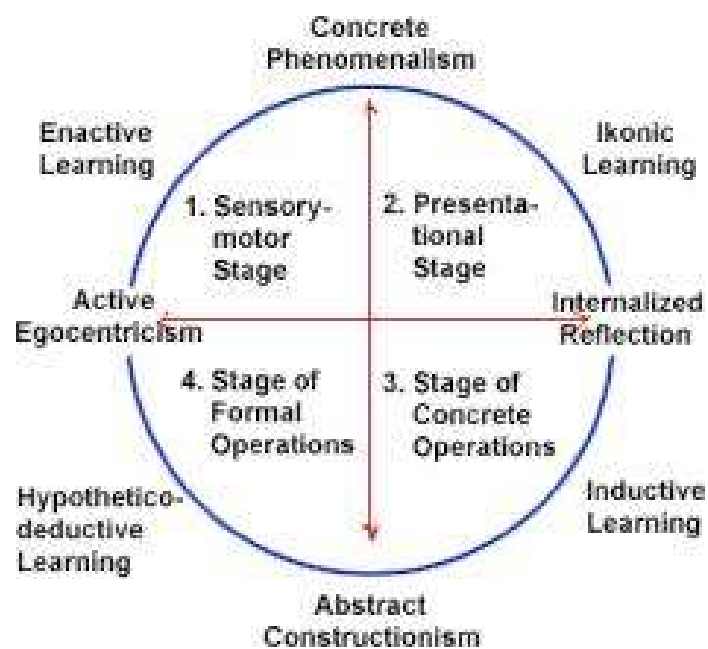 Concrete
Phenomenalism
Enactive
Learning
Ikonic
Learning
1. Sensory-
motor
Stage
2. Presenta-
tional
Stage
Active
Egocentricism
Internalized
Reflection
4. Stage of
Formal
Operations
3. Stage of
Concrete
Operations
Hypothetico-
deductive
Learning
Inductive
Learning
Abstract
Constructionism